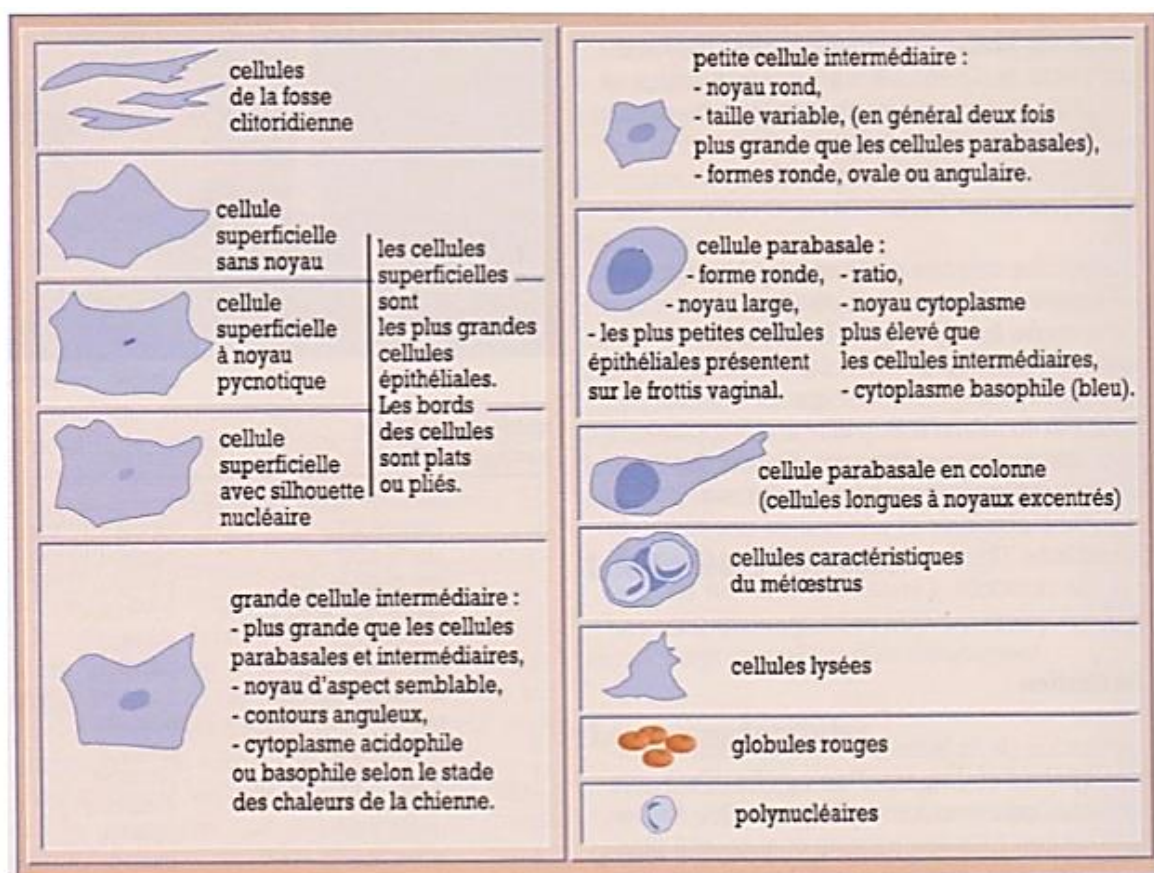 cellules
de la fosse
clitoridienne
cellule
superficielle
sans noyau
cellule
superficielle
à noyau
pycnotique
cellule
superficielle
avec silhouette
nucléaire
les cellules
superficielles
sont
les plus grandes
cellules
épithéliales.
Les bords
des cellules
sont plats
ou pliés.
grande cellule intermédiaire :
- plus grande que les cellules
parabasales et intermédiaires,
- noyau d'aspect semblable,
- contours anguleux,
- cytoplasme acidophile
ou basophile selon le stade
des chaleurs de la chienne.
petite cellule intermédiaire :
- noyau rond,
- taille variable, (en général deux fois
plus grande que les cellules parabasales),
- formes ronde, ovale ou angulaire.
cellule parabasale :
- forme ronde,
- noyau large,
- les plus petites cellules
épithéliales présentent
sur le frottis vaginal.
- ratio,
- noyau cytoplasme
plus élevé que
les cellules intermédiaires,
- cytoplasme basophile (bleu).
cellule parabasale en colonne
(cellules longues à noyaux excentrés)
cellules caractéristiques
du métœstrus
cellules lysées
globules rouges
polynucléaires